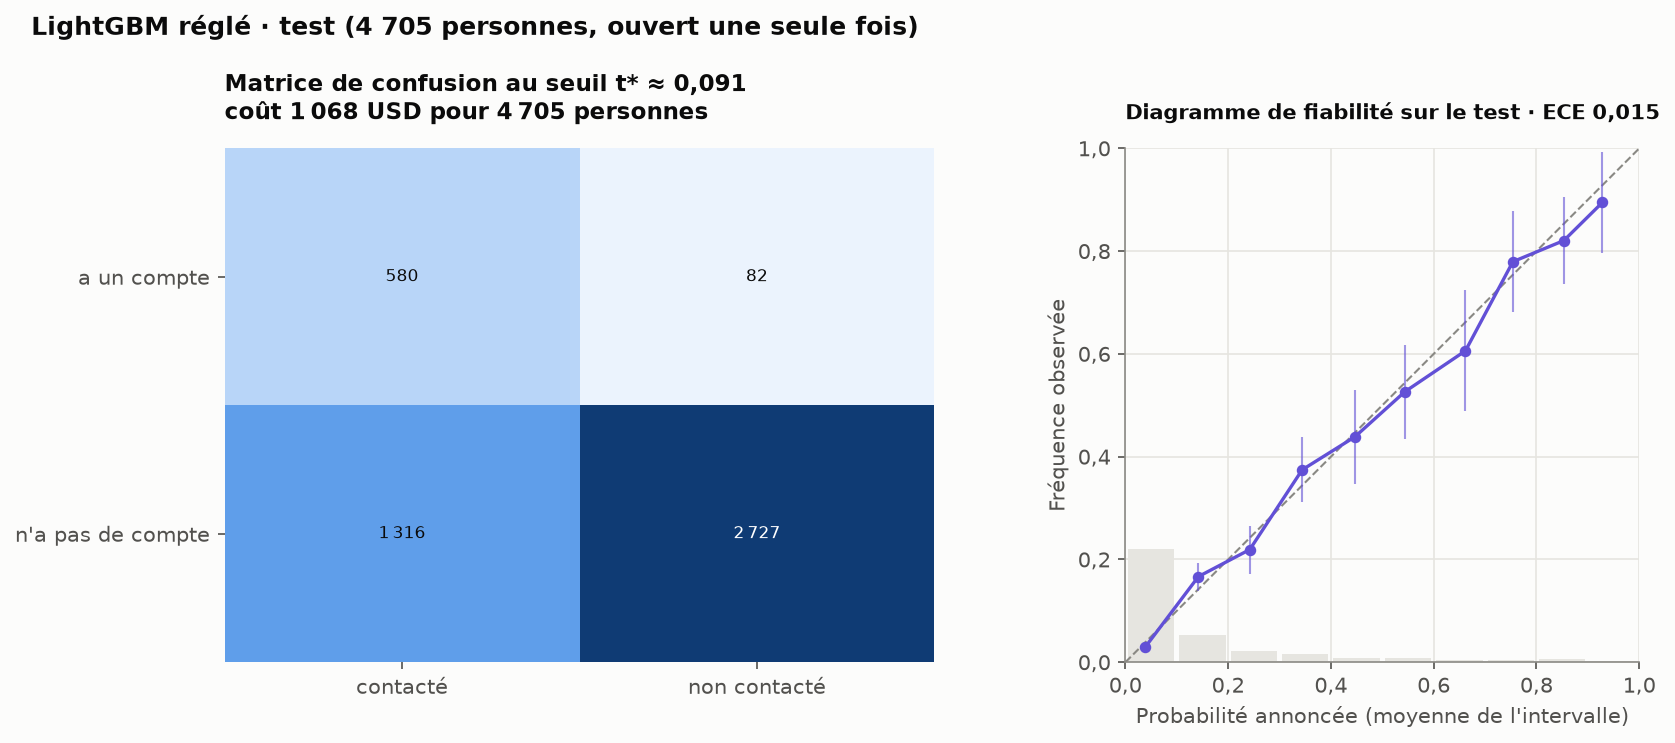 LightGBM réglé · test (4 705 personnes, ouvert une seule fois)
Matrice de confusion au seuil t* ≈ 0,091
coût 1 068 USD pour 4 705 personnes
a un compte
580
82
n'a pas de compte
1 316
2 727
contacté
non contacté
Diagramme de fiabilité sur le test · ECE 0,015
Fréquence observée
1,0
0,8
0,6
0,4
0,2
0,0
0,0
0,2
0,4
0,6
0,8
1,0
Probabilité annoncée (moyenne de l'intervalle)